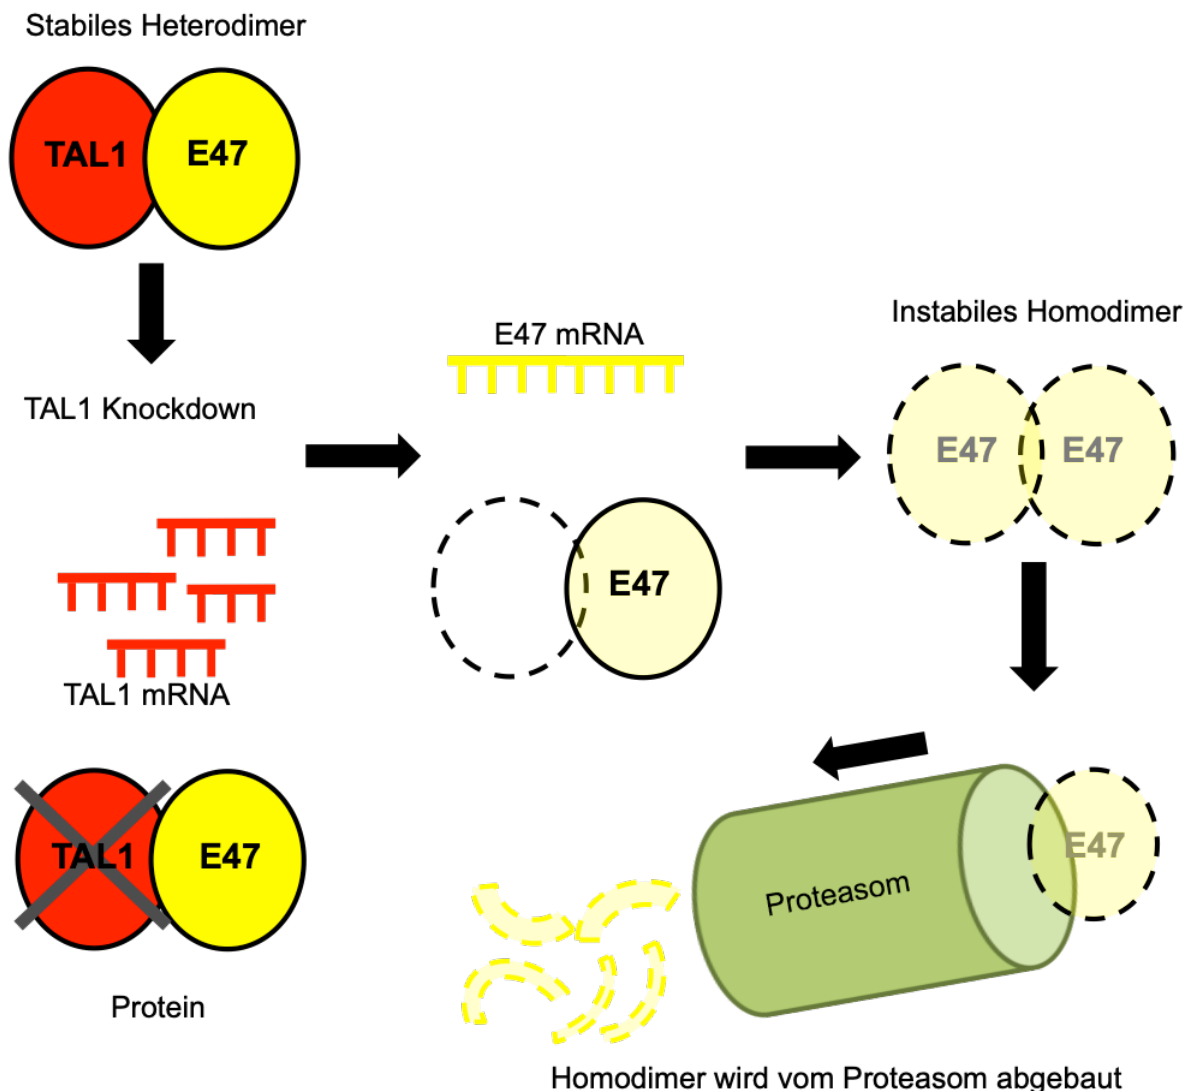 Stabiles Heterodimer
TAL1
E47
TAL1 Knockdown
TAL1 mRNA
TAL1
E47
Protein
E47 mRNA
E47
Instabiles Homodimer
E47
E47
Proteasom
E47
Homodimer wird vom Proteasom abgebaut